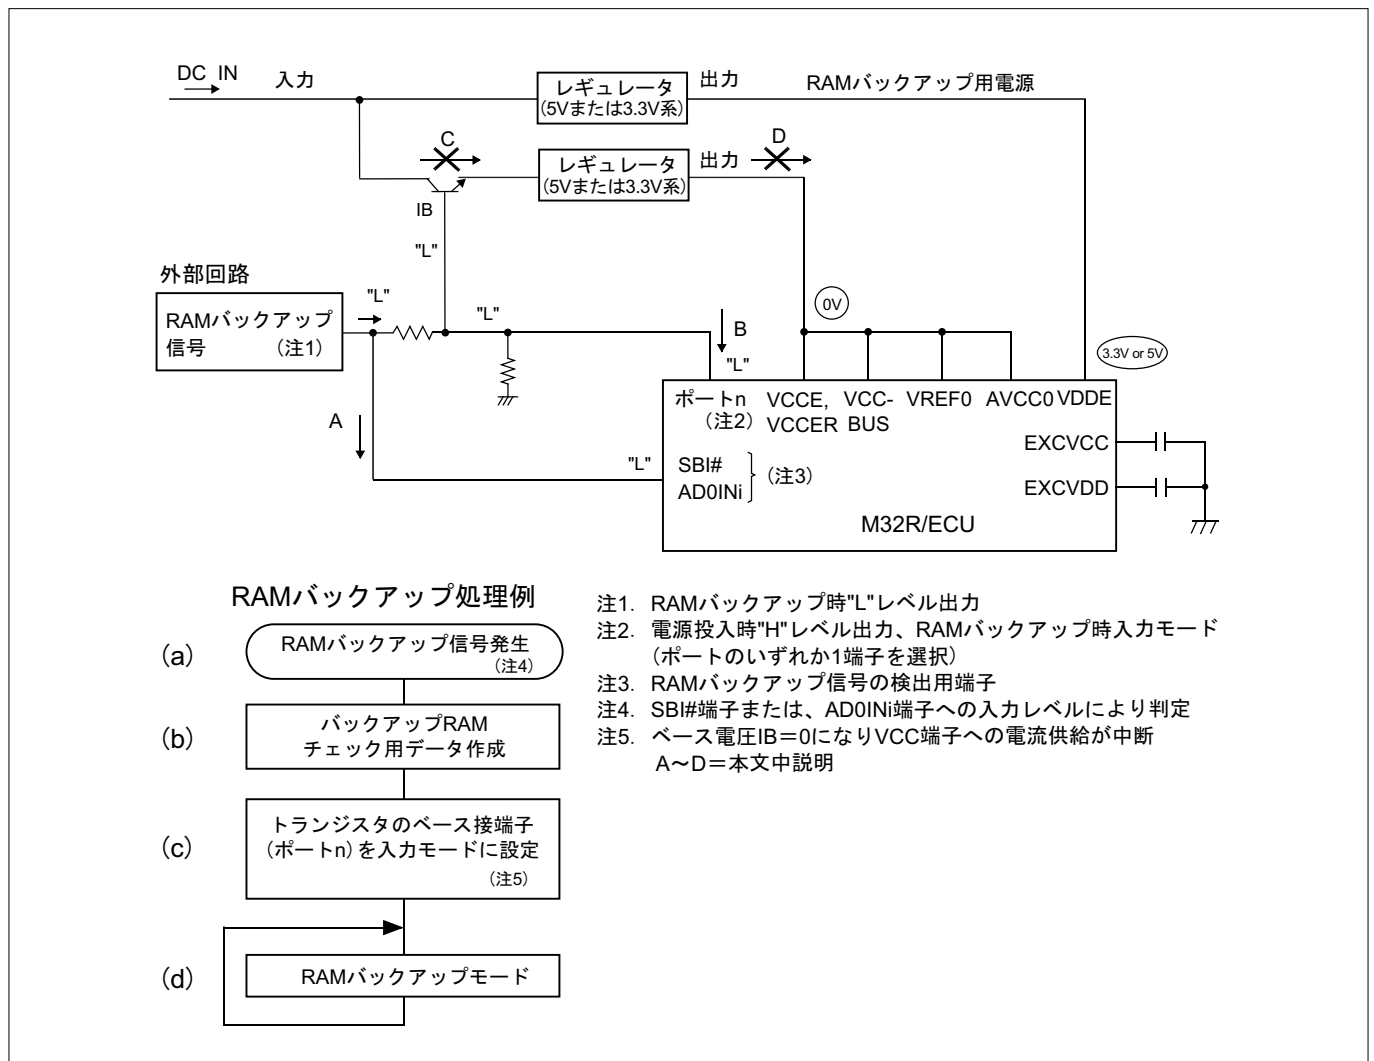 DC IN
入力
レギュレータ
(5Vまたは3.3V系)
出力
RAMバックアップ用電源
C
レギュレータ
(5Vまたは3.3V系)
出力
D
IB
"L"
外部回路
RAMバックアップ
信号 (注1)
"L"
"L"
0V
B
"L"
3.3V or 5V
A
"L"
ポートn
(注2)
VCCE,
VCCER
VCC-
BUS
VREF0
AVCC0
VDDE
SBI#
AD0INi
(注3)
EXCVCC
EXCVDD
M32R/ECU
RAMバックアップ処理例
(a)
RAMバックアップ信号発生
(注4)
(b)
バックアップRAM
チェック用データ作成
(c)
トランジスタのベース接端子
(ポートn)を入力モードに設定
(注5)
(d)
RAMバックアップモード
注1. RAMバックアップ時"L"レベル出力
注2. 電源投入時"H"レベル出力、RAMバックアップ時入力モード
(ポートのいずれか1端子を選択)
注3. RAMバックアップ信号の検出用端子
注4. SBI#端子または、AD0INi端子への入力レベルにより判定
注5. ベース電圧IB＝0になりVCC端子への電流供給が中断
A～D＝本文中説明